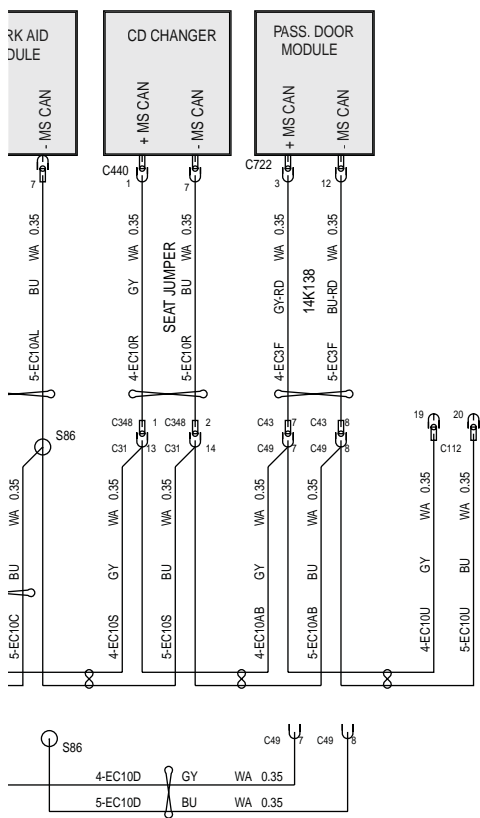 RK AID
DULE
CD CHANGER
PASS. DOOR
MODULE
- MS CAN
+ MS CAN
- MS CAN
+ MS CAN
- MS CAN
7
C440
1
7
C722
3
12
5-EC10AL BU WA 0.35
4-EC10R GY WA 0.35
SEAT JUMPER
5-EC10R BU WA 0.35
4-EC3F GY-RD WA 0.35
14K138
5-EC3F BU-RD WA 0.35
S86
C348 1
C348 2
C43 7
C43 8
19
20
C31 13
C31 14
C49 7
C49 8
C112
5-EC10C BU WA 0.35
4-EC10S GY WA 0.35
5-EC10S BU WA 0.35
4-EC10AB GY WA 0.35
5-EC10AB BU WA 0.35
4-EC10U GY WA 0.35
5-EC10U BU WA 0.35
S86
C49 7
C49 8
4-EC10D GY WA 0.35
5-EC10D BU WA 0.35